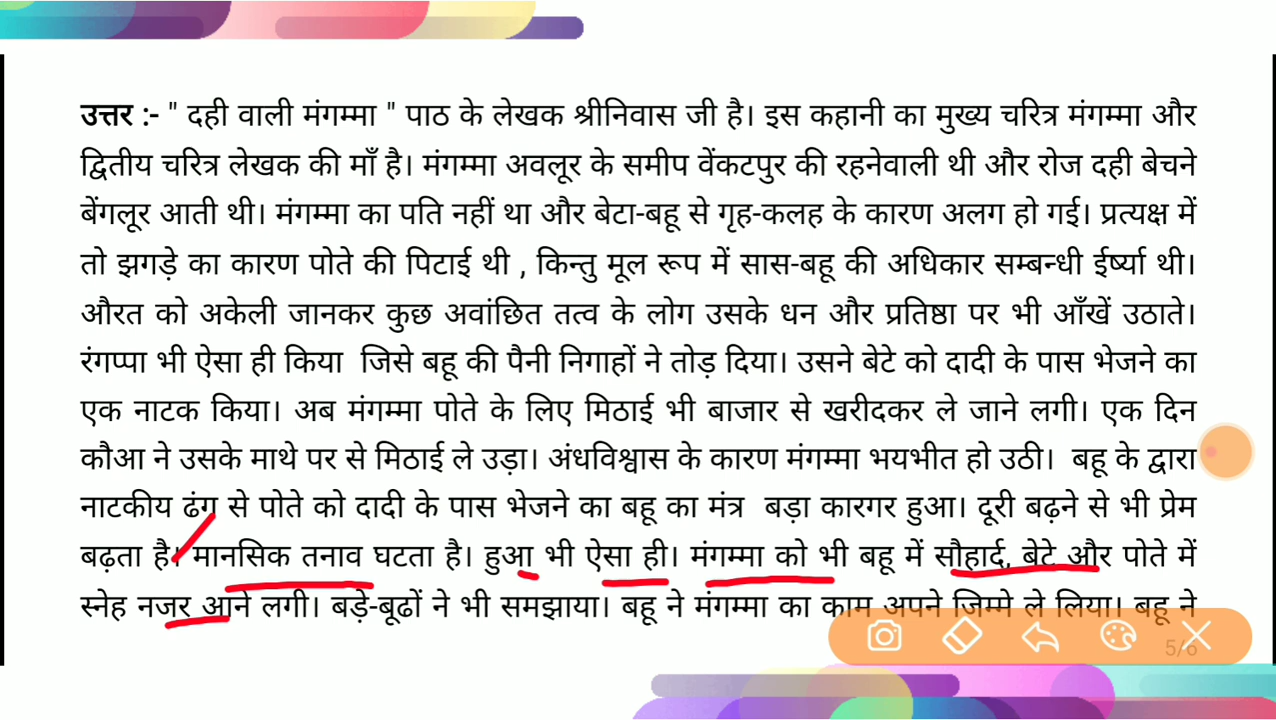 उत्तर :- " दही वाली मंगम्मा " पाठ के लेखक श्रीनिवास जी है। इस कहानी का मुख्य चरित्र मंगम्मा और
द्वितीय चरित्र लेखक की माँ है। मंगम्मा अवलूर के समीप वेंकटपुर की रहनेवाली थी और रोज दही बेचने
बेंगलूर आती थी। मंगम्मा का पति नहीं था और बेटा-बहू से गृह-कलह के कारण अलग हो गई। प्रत्यक्ष में
तो झगड़े का कारण पोते की पिटाई थी , किन्तु मूल रूप में सास-बहू की अधिकार सम्बन्धी ईर्ष्या थी।
औरत को अकेली जानकर कुछ अवांछित तत्व के लोग उसके धन और प्रतिष्ठा पर भी आँखें उठाते।
रंगप्पा भी ऐसा ही किया जिसे बहू की पैनी निगाहों ने तोड़ दिया। उसने बेटे को दादी के पास भेजने का
एक नाटक किया। अब मंगम्मा पोते के लिए मिठाई भी बाजार से खरीदकर ले जाने लगी। एक दिन
कौआ ने उसके माथे पर से मिठाई ले उड़ा। अंधविश्वास के कारण मंगम्मा भयभीत हो उठी। बहू के द्वारा
नाटकीय ढंग से पोते को दादी के पास भेजने का बहू का मंत्र बड़ा कारगर हुआ। दूरी बढ़ने से भी प्रेम
बढ़ता है। मानसिक तनाव घटता है। हुआ भी ऐसा ही। मंगम्मा को भी बहू में सौहार्द, बेटे और पोते में
स्नेह नजर आने लगी। बड़े-बूढों ने भी समझाया। बहू ने मंगम्मा का काम अपने जिम्मे ले लिया। बहू ने
5/6